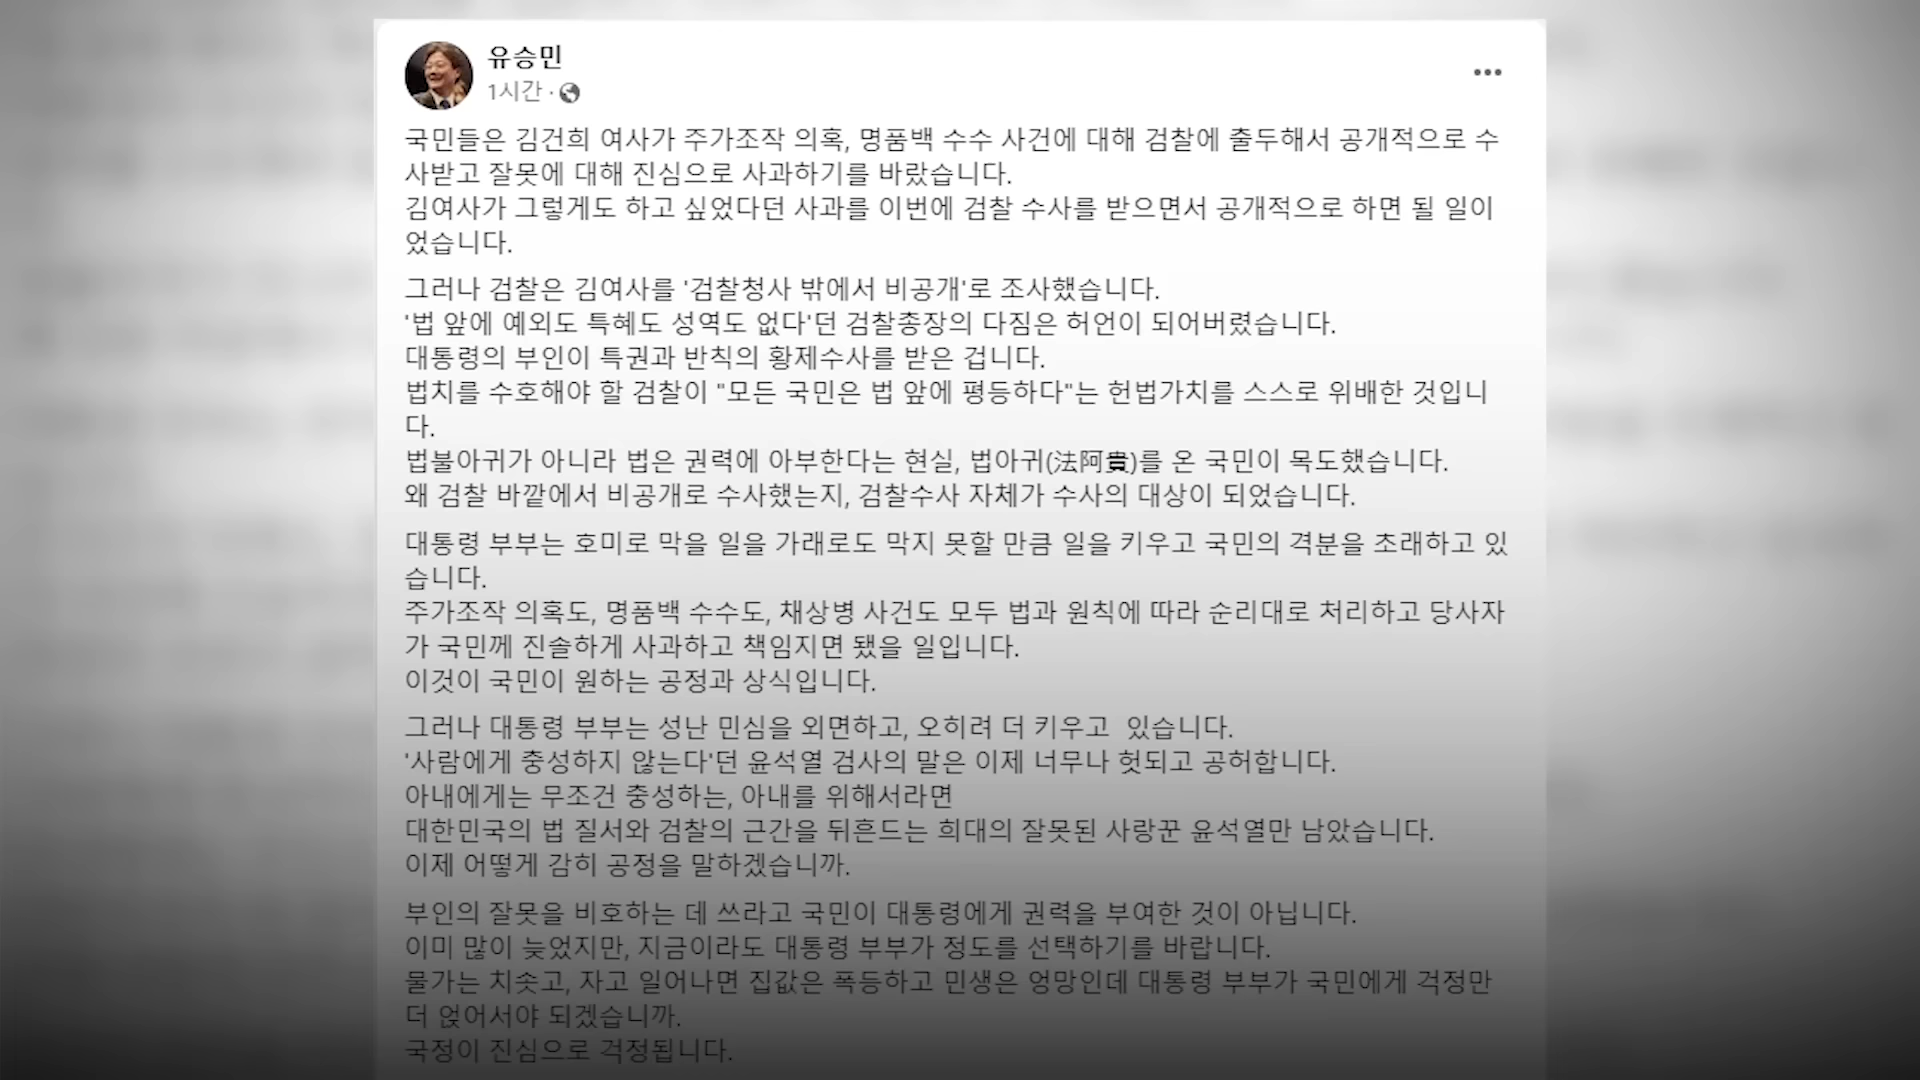 유승민
1시간 ·
국민들은 김건희 여사가 주가조작 의혹, 명품백 수수 사건에 대해 검찰에 출두해서 공개적으로 수
사받고 잘못에 대해 진심으로 사과하기를 바랐습니다.
김여사가 그렇게도 하고 싶었다던 사과를 이번에 검찰 수사를 받으면서 공개적으로 하면 될 일이
었습니다.
그러나 검찰은 김여사를 '검찰청사 밖에서 비공개'로 조사했습니다.
'법 앞에 예외도 특혜도 성역도 없다'던 검찰총장의 다짐은 허언이 되어버렸습니다.
대통령의 부인이 특권과 반칙의 황제수사를 받은 겁니다.
법치를 수호해야 할 검찰이 "모든 국민은 법 앞에 평등하다"는 헌법가치를 스스로 위배한 것입니
다.
법불아귀가 아니라 법은 권력에 아부한다는 현실, 법아귀(法阿貴)를 온 국민이 목도했습니다.
왜 검찰 바깥에서 비공개로 수사했는지, 검찰수사 자체가 수사의 대상이 되었습니다.
대통령 부부는 호미로 막을 일을 가래로도 막지 못할 만큼 일을 키우고 국민의 격분을 초래하고 있
습니다.
주가조작 의혹도, 명품백 수수도, 채상병 사건도 모두 법과 원칙에 따라 순리대로 처리하고 당사자
가 국민께 진솔하게 사과하고 책임지면 됐을 일입니다.
이것이 국민이 원하는 공정과 상식입니다.
그러나 대통령 부부는 성난 민심을 외면하고, 오히려 더 키우고  있습니다.
'사람에게 충성하지 않는다'던 윤석열 검사의 말은 이제 너무나 헛되고 공허합니다.
아내에게는 무조건 충성하는, 아내를 위해서라면
대한민국의 법 질서와 검찰의 근간을 뒤흔드는 희대의 잘못된 사랑꾼 윤석열만 남았습니다.
이제 어떻게 감히 공정을 말하겠습니까.
부인의 잘못을 비호하는 데 쓰라고 국민이 대통령에게 권력을 부여한 것이 아닙니다.
이미 많이 늦었지만, 지금이라도 대통령 부부가 정도를 선택하기를 바랍니다.
물가는 치솟고, 자고 일어나면 집값은 폭등하고 민생은 엉망인데 대통령 부부가 국민에게 걱정만
더 얹어서야 되겠습니까.
국정이 진심으로 걱정됩니다.